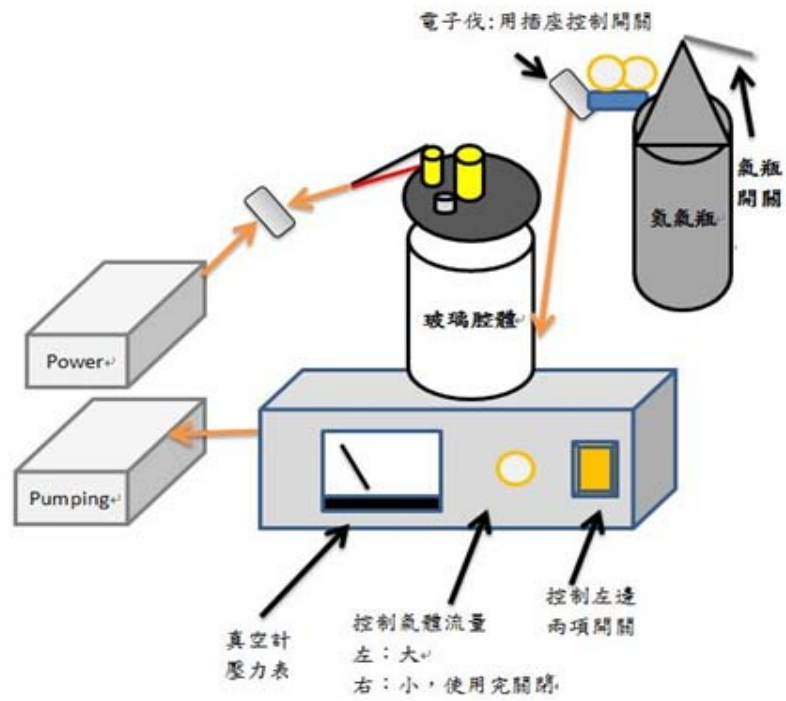 電子伐:用插座控制開關
氣瓶
開關
氮氣瓶
玻璃腔體
Power
Pumping
真空計
壓力表
控制氣體流量
左：大
右：小，使用完關閉
控制左邊
兩項開關